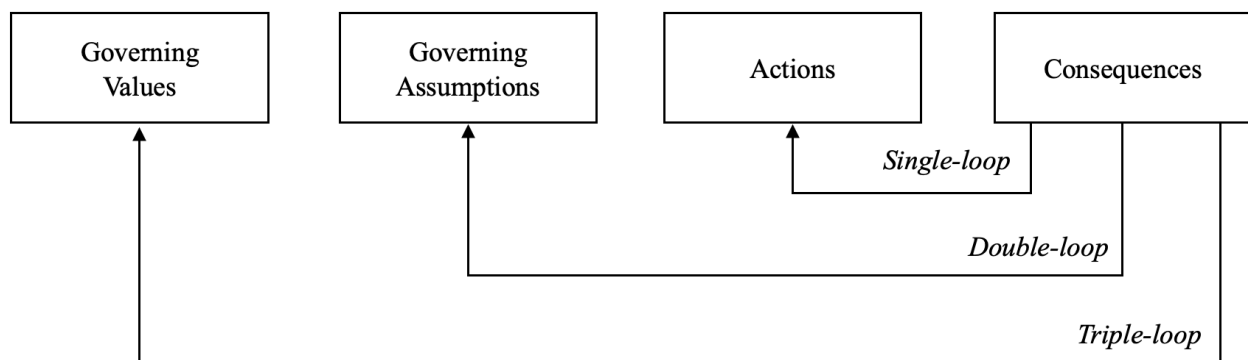 Governing
Values
Governing
Assumptions
Actions
Consequences
Single-loop
Double-loop
Triple-loop